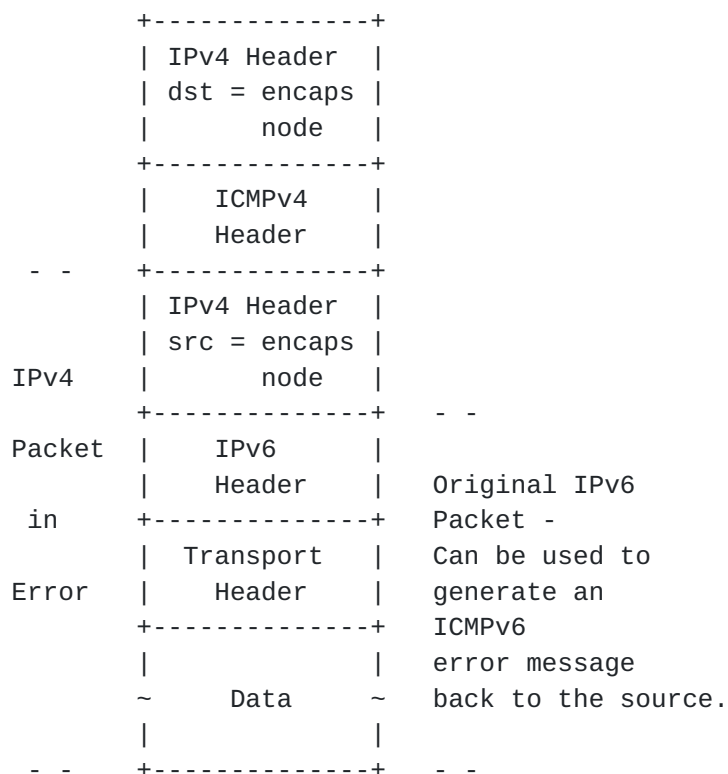 +--------------+
        | IPv4 Header  |
        | dst = encaps |
        |       node   |
        +--------------+
        |    ICMPv4    |
        |    Header    |
 - -    +--------------+
        | IPv4 Header  |
        | src = encaps |
IPv4    |       node   |
        +--------------+   - -
Packet  |    IPv6      |
        |    Header    |   Original IPv6
 in     +--------------+   Packet -
        |  Transport   |   Can be used to
Error   |    Header    |   generate an
        +--------------+   ICMPv6
        |              |   error message
        ~     Data     ~   back to the source.
        |              |
 - -    +--------------+   - -